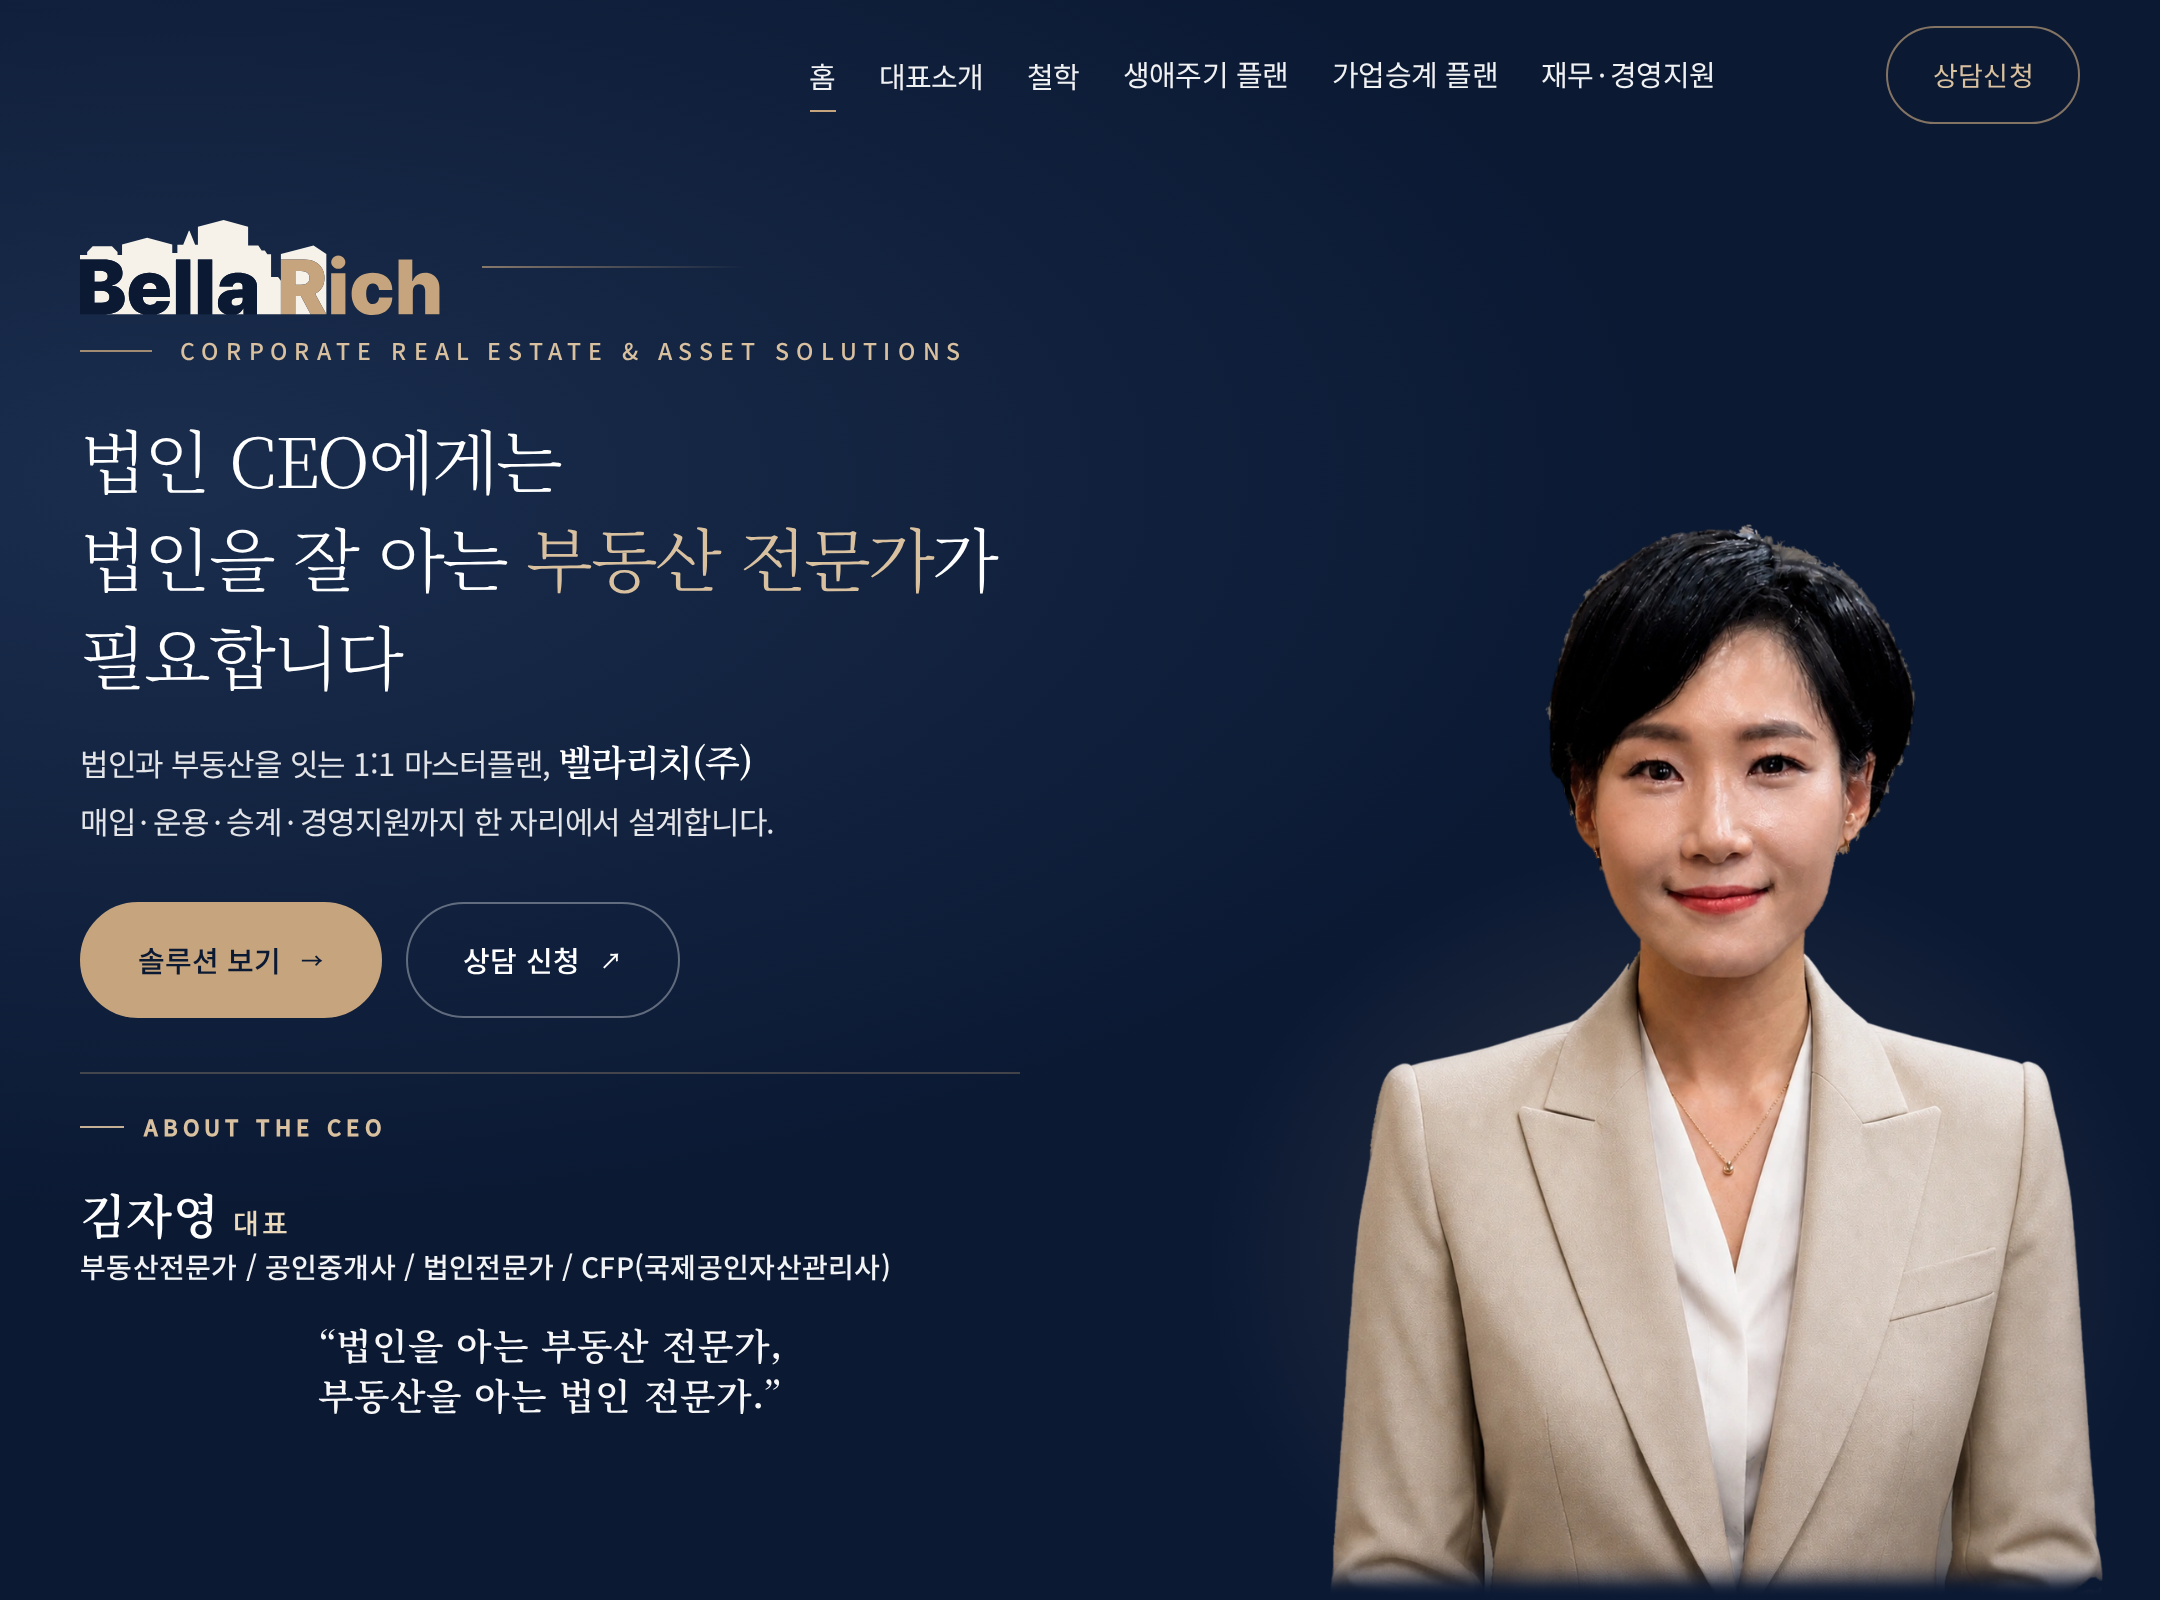 홈 대표소개 철학 생애주기 플랜 가업승계 플랜 재무·경영지원 상담신청
Bella Rich
CORPORATE REAL ESTATE & ASSET SOLUTIONS
법인 CEO에게는
법인을 잘 아는 부동산 전문가가
필요합니다
법인과 부동산을 잇는 1:1 마스터플랜, 벨라리치(주)
매입·운용·승계·경영지원까지 한 자리에서 설계합니다.
솔루션 보기 → 상담 신청 ↗
ABOUT THE CEO
김자영 대표
부동산전문가 / 공인중개사 / 법인전문가 / CFP(국제공인자산관리사)
“법인을 아는 부동산 전문가,
부동산을 아는 법인 전문가.”